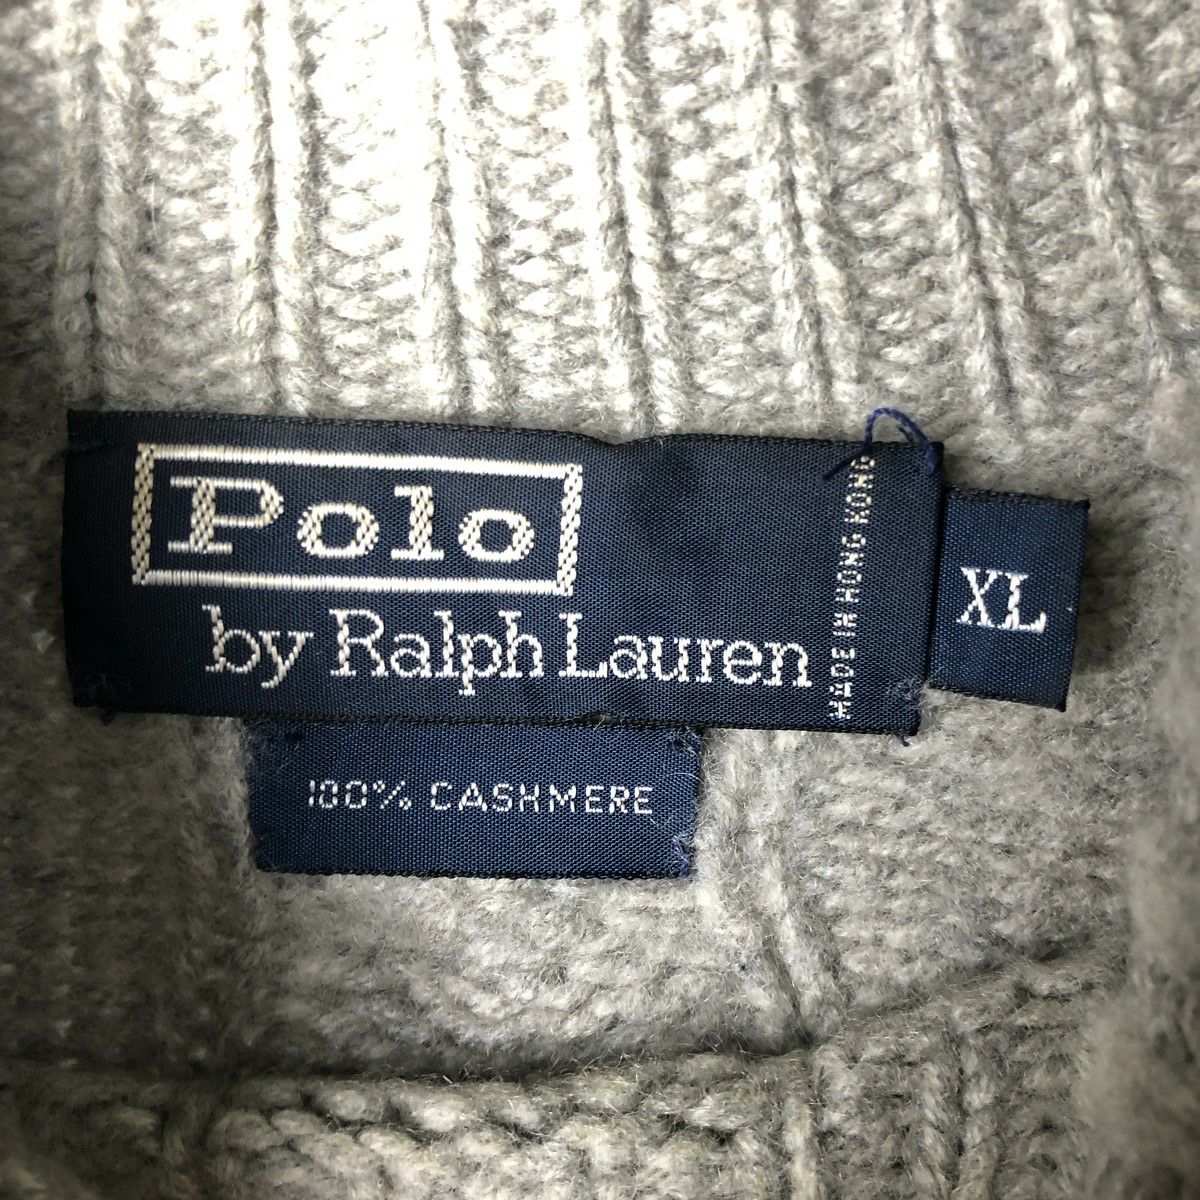 Polo
by Ralph Lauren
MADE IN HONG KONG
XL
100% CASHMERE